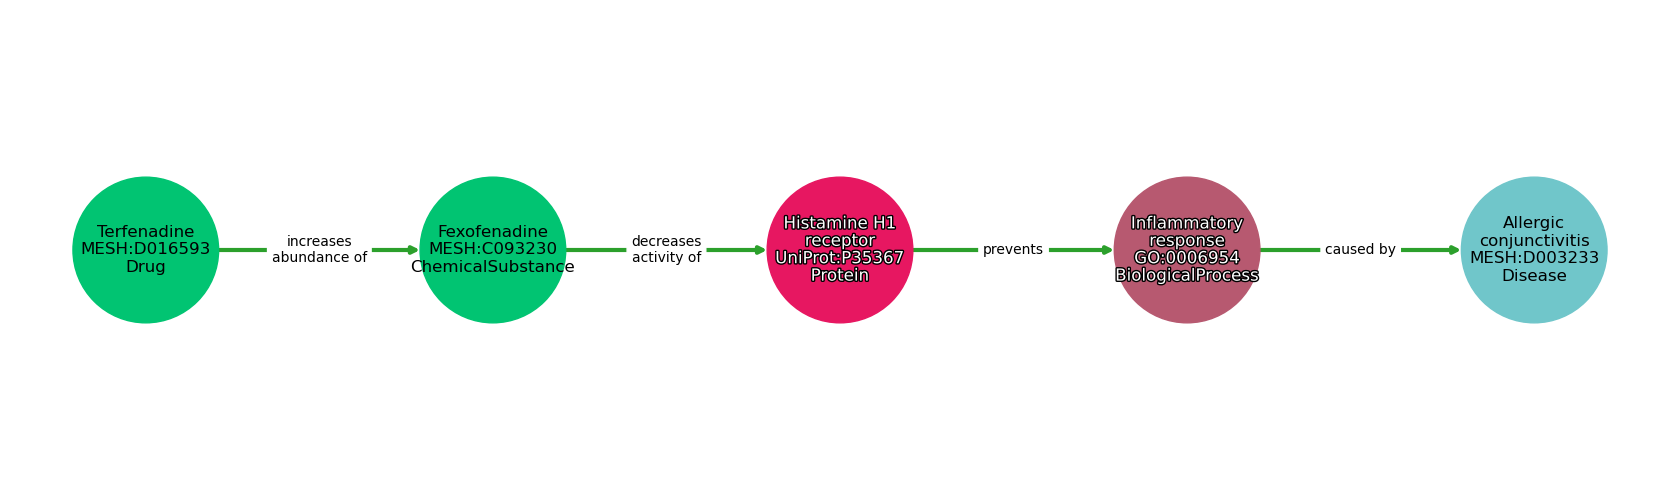 Terfenadine
MESH:D016593
Drug
increases
abundance of
Fexofenadine
MESH:C093230
ChemicalSubstance
decreases
activity of
Histamine H1
receptor
UniProt:P35367
Protein
prevents
Inflammatory
response
GO:0006954
BiologicalProcess
caused by
Allergic
conjunctivitis
MESH:D003233
Disease